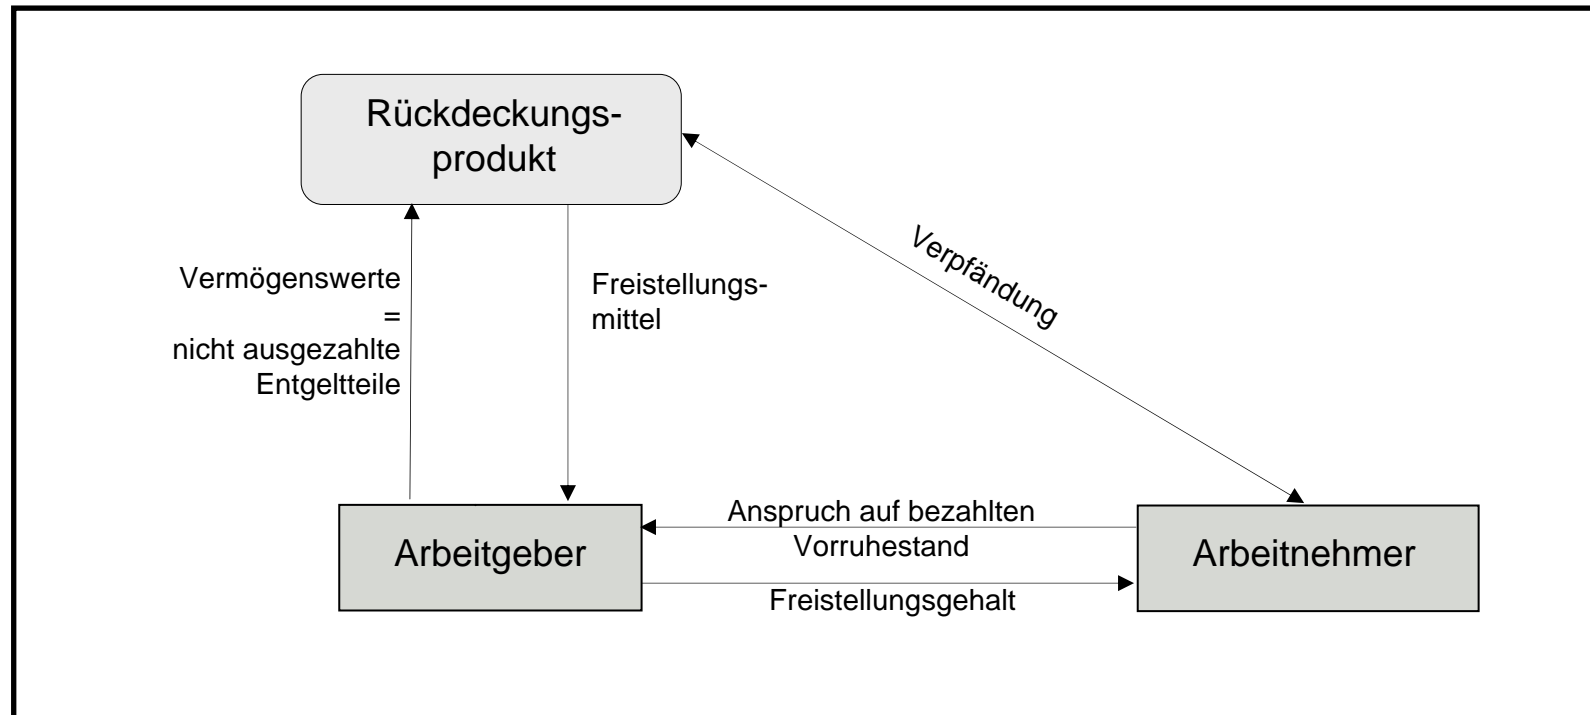 Rückdeckungs-
produkt
Vermögenswerte
=
nicht ausgezahlte
Entgeltteile
Freistellungs-
mittel
Verpfändung
Anspruch auf bezahlten
Vorruhestand
Arbeitgeber
Arbeitnehmer
Freistellungsgehalt